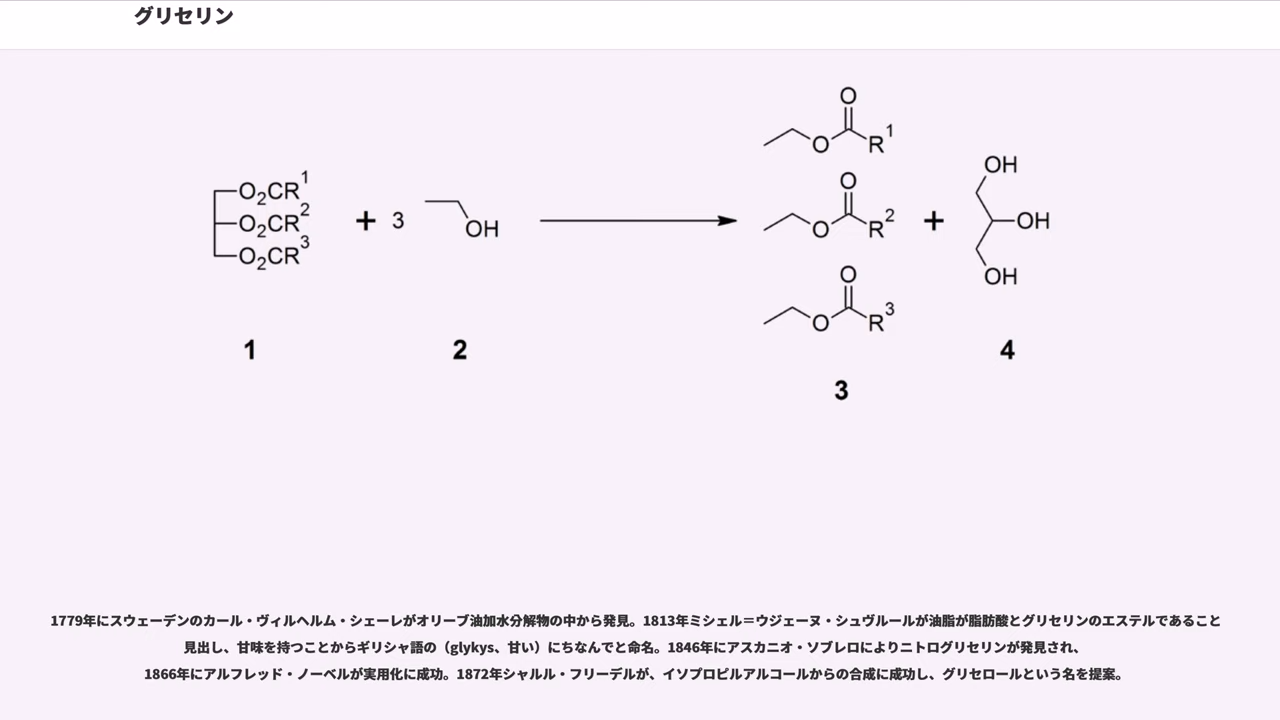 グリセリン
O₂CR¹
O₂CR²
O₂CR³
+ 3
OH
O
O
R¹
O
O
R²
O
O
R³
+
OH
OH
OH
1
2
3
4
1779年にスウェーデンのカール・ヴィルヘルム・シェーレがオリーブ油加水分解物の中から発見。1813年ミシェル＝ウジェーヌ・シュヴルールが油脂が脂肪酸とグリセリンのエステルであること
見出し、甘味を持つことからギリシャ語の（glykys、甘い）にちなんでと命名。1846年にアスカニオ・ソブレロによりニトログリセリンが発見され、
1866年にアルフレッド・ノーベルが実用化に成功。1872年シャルル・フリーデルが、イソプロピルアルコールからの合成に成功し、グリセロールという名を提案。